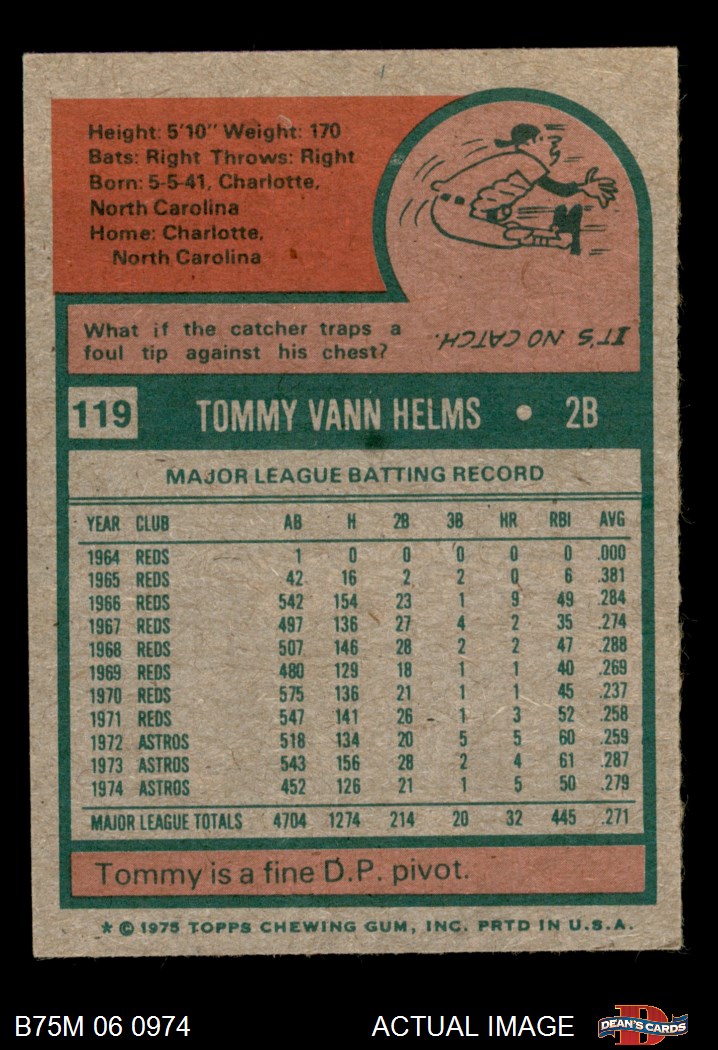 Height: 5'10" Weight: 170
Bats: Right Throws: Right
Born: 5-5-41, Charlotte,
North Carolina
Home: Charlotte,
North Carolina
What if the catcher traps a
foul tip against his chest?
IT'S NO CATCH.
119 TOMMY VANN HELMS • 2B
MAJOR LEAGUE BATTING RECORD
YEAR CLUB AB H 2B 3B HR RBI AVG
1964 REDS 1 0 0 0 0 0 .000
1965 REDS 42 16 2 2 0 6 .381
1966 REDS 542 154 23 1 9 49 .284
1967 REDS 497 136 27 4 2 35 .274
1968 REDS 507 146 28 2 2 47 .288
1969 REDS 480 129 18 1 1 40 .269
1970 REDS 575 136 21 1 1 45 .237
1971 REDS 547 141 26 1 3 52 .258
1972 ASTROS 518 134 20 5 5 60 .259
1973 ASTROS 543 156 28 2 4 61 .287
1974 ASTROS 452 126 21 1 5 50 .279
MAJOR LEAGUE TOTALS 4704 1274 214 20 32 445 .271
Tommy is a fine D.P. pivot.
* © 1975 TOPPS CHEWING GUM, INC. PRTD IN U.S.A.
B75M 06 0974 ACTUAL IMAGE DEAN'S CARDS